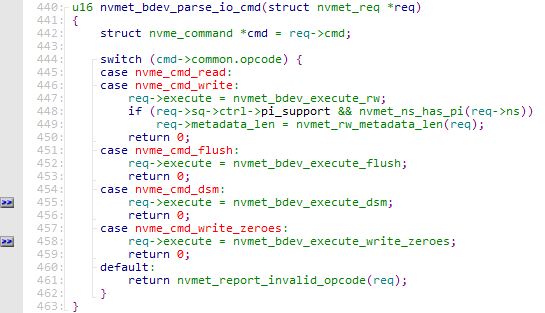 440: u16 nvmet_bdev_parse_io_cmd(struct nvmet_req *req)
441: {
442:     struct nvme_command *cmd = req->cmd;
443:
444:     switch (cmd->common.opcode) {
445:     case nvme_cmd_read:
446:     case nvme_cmd_write:
447:         req->execute = nvmet_bdev_execute_rw;
448:         if (req->sq->ctrl->pi_support && nvmet_ns_has_pi(req->ns))
449:             req->metadata_len = nvmet_rw_metadata_len(req);
450:         return 0;
451:     case nvme_cmd_flush:
452:         req->execute = nvmet_bdev_execute_flush;
453:         return 0;
454:     case nvme_cmd_dsm:
>> 455:         req->execute = nvmet_bdev_execute_dsm;
456:         return 0;
457:     case nvme_cmd_write_zeroes:
>> 458:         req->execute = nvmet_bdev_execute_write_zeroes;
459:         return 0;
460:     default:
461:         return nvmet_report_invalid_opcode(req);
462:     }
463: }